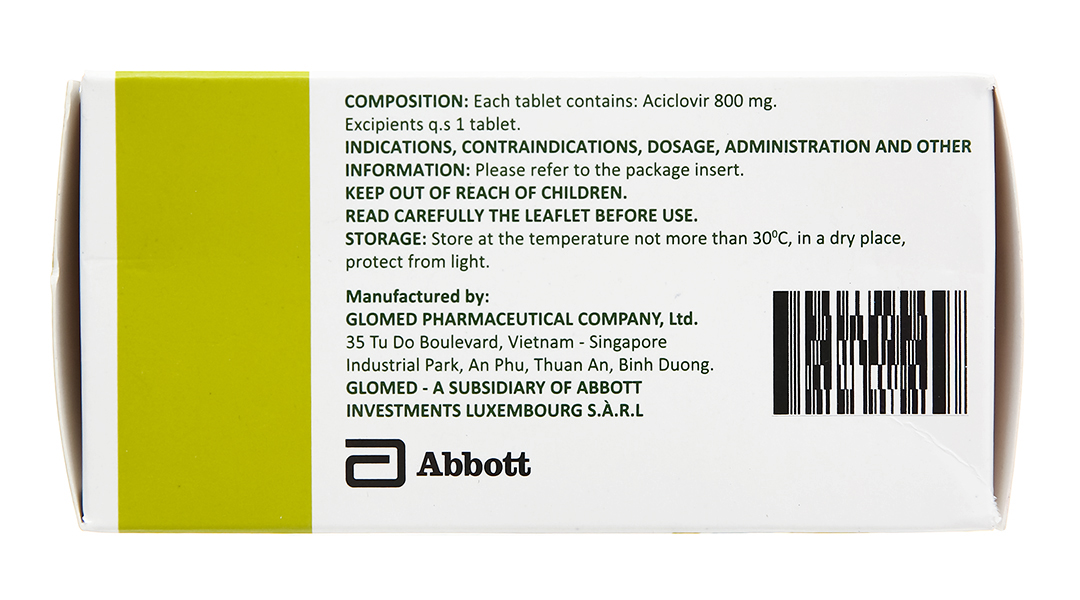 COMPOSITION: Each tablet contains: Aciclovir 800 mg.
Excipients q.s 1 tablet.
INDICATIONS, CONTRAINDICATIONS, DOSAGE, ADMINISTRATION AND OTHER
INFORMATION: Please refer to the package insert.
KEEP OUT OF REACH OF CHILDREN.
READ CAREFULLY THE LEAFLET BEFORE USE.
STORAGE: Store at the temperature not more than 30⁰C, in a dry place,
protect from light.
Manufactured by:
GLOMED PHARMACEUTICAL COMPANY, Ltd.
35 Tu Do Boulevard, Vietnam - Singapore
Industrial Park, An Phu, Thuan An, Binh Duong.
GLOMED - A SUBSIDIARY OF ABBOTT
INVESTMENTS LUXEMBOURG S.À.R.L
Abbott